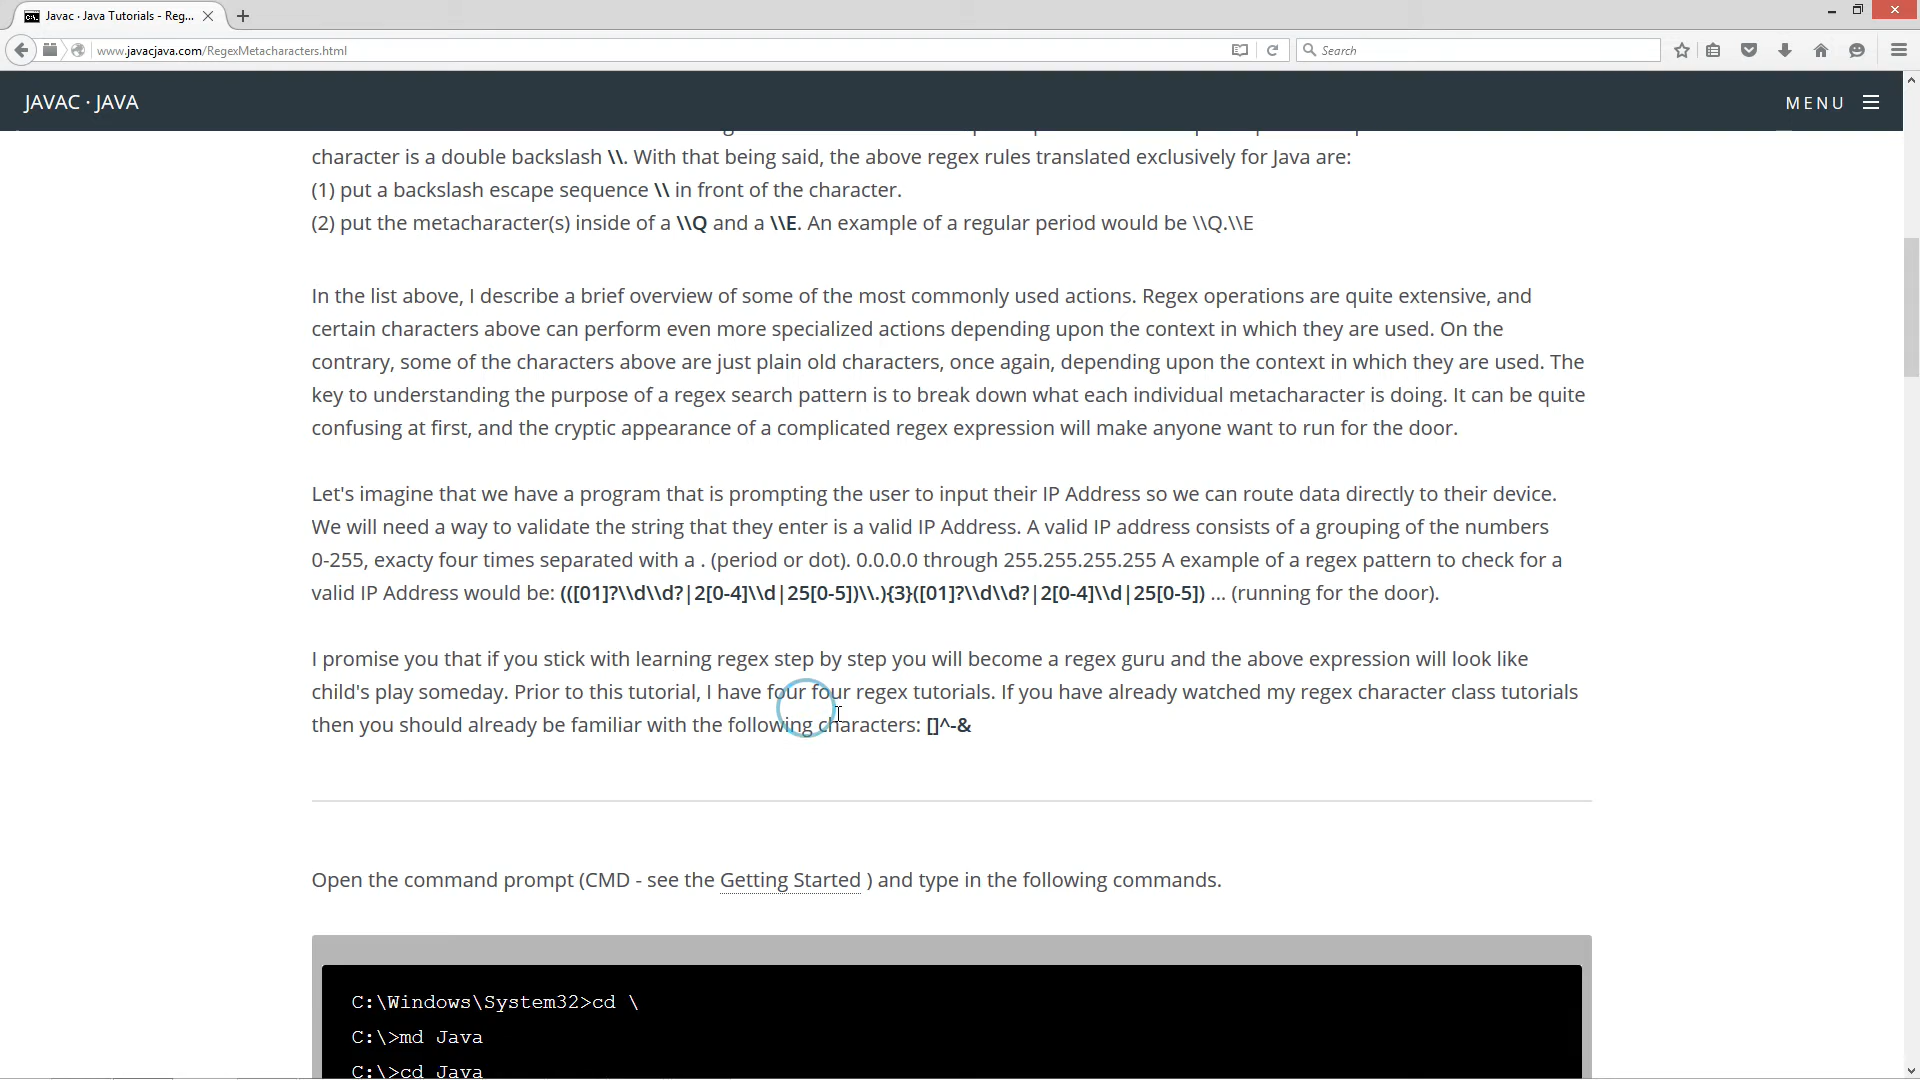 Javac · Java Tutorials - Reg...
www.javacjava.com/RegexMetacharacters.html
Search
JAVAC · JAVA
MENU
character is a double backslash \\. With that being said, the above regex rules translated exclusively for Java are:
(1) put a backslash escape sequence \\ in front of the character.
(2) put the metacharacter(s) inside of a \\Q and a \\E. An example of a regular period would be \\Q.\\E
In the list above, I describe a brief overview of some of the most commonly used actions. Regex operations are quite extensive, and
certain characters above can perform even more specialized actions depending upon the context in which they are used. On the
contrary, some of the characters above are just plain old characters, once again, depending upon the context in which they are used. The
key to understanding the purpose of a regex search pattern is to break down what each individual metacharacter is doing. It can be quite
confusing at first, and the cryptic appearance of a complicated regex expression will make anyone want to run for the door.
Let's imagine that we have a program that is prompting the user to input their IP Address so we can route data directly to their device.
We will need a way to validate the string that they enter is a valid IP Address. A valid IP address consists of a grouping of the numbers
0-255, exacty four times separated with a . (period or dot). 0.0.0.0 through 255.255.255.255 A example of a regex pattern to check for a
valid IP Address would be: (([01]?\\d\\d?|2[0-4]\\d|25[0-5])\\.){3}([01]?\\d\\d?|2[0-4]\\d|25[0-5]) ... (running for the door).
I promise you that if you stick with learning regex step by step you will become a regex guru and the above expression will look like
child's play someday. Prior to this tutorial, I have four four regex tutorials. If you have already watched my regex character class tutorials
then you should already be familiar with the following characters: []^-&
Open the command prompt (CMD - see the Getting Started ) and type in the following commands.
C:\Windows\System32>cd \
C:\>md Java
C:\>cd Java